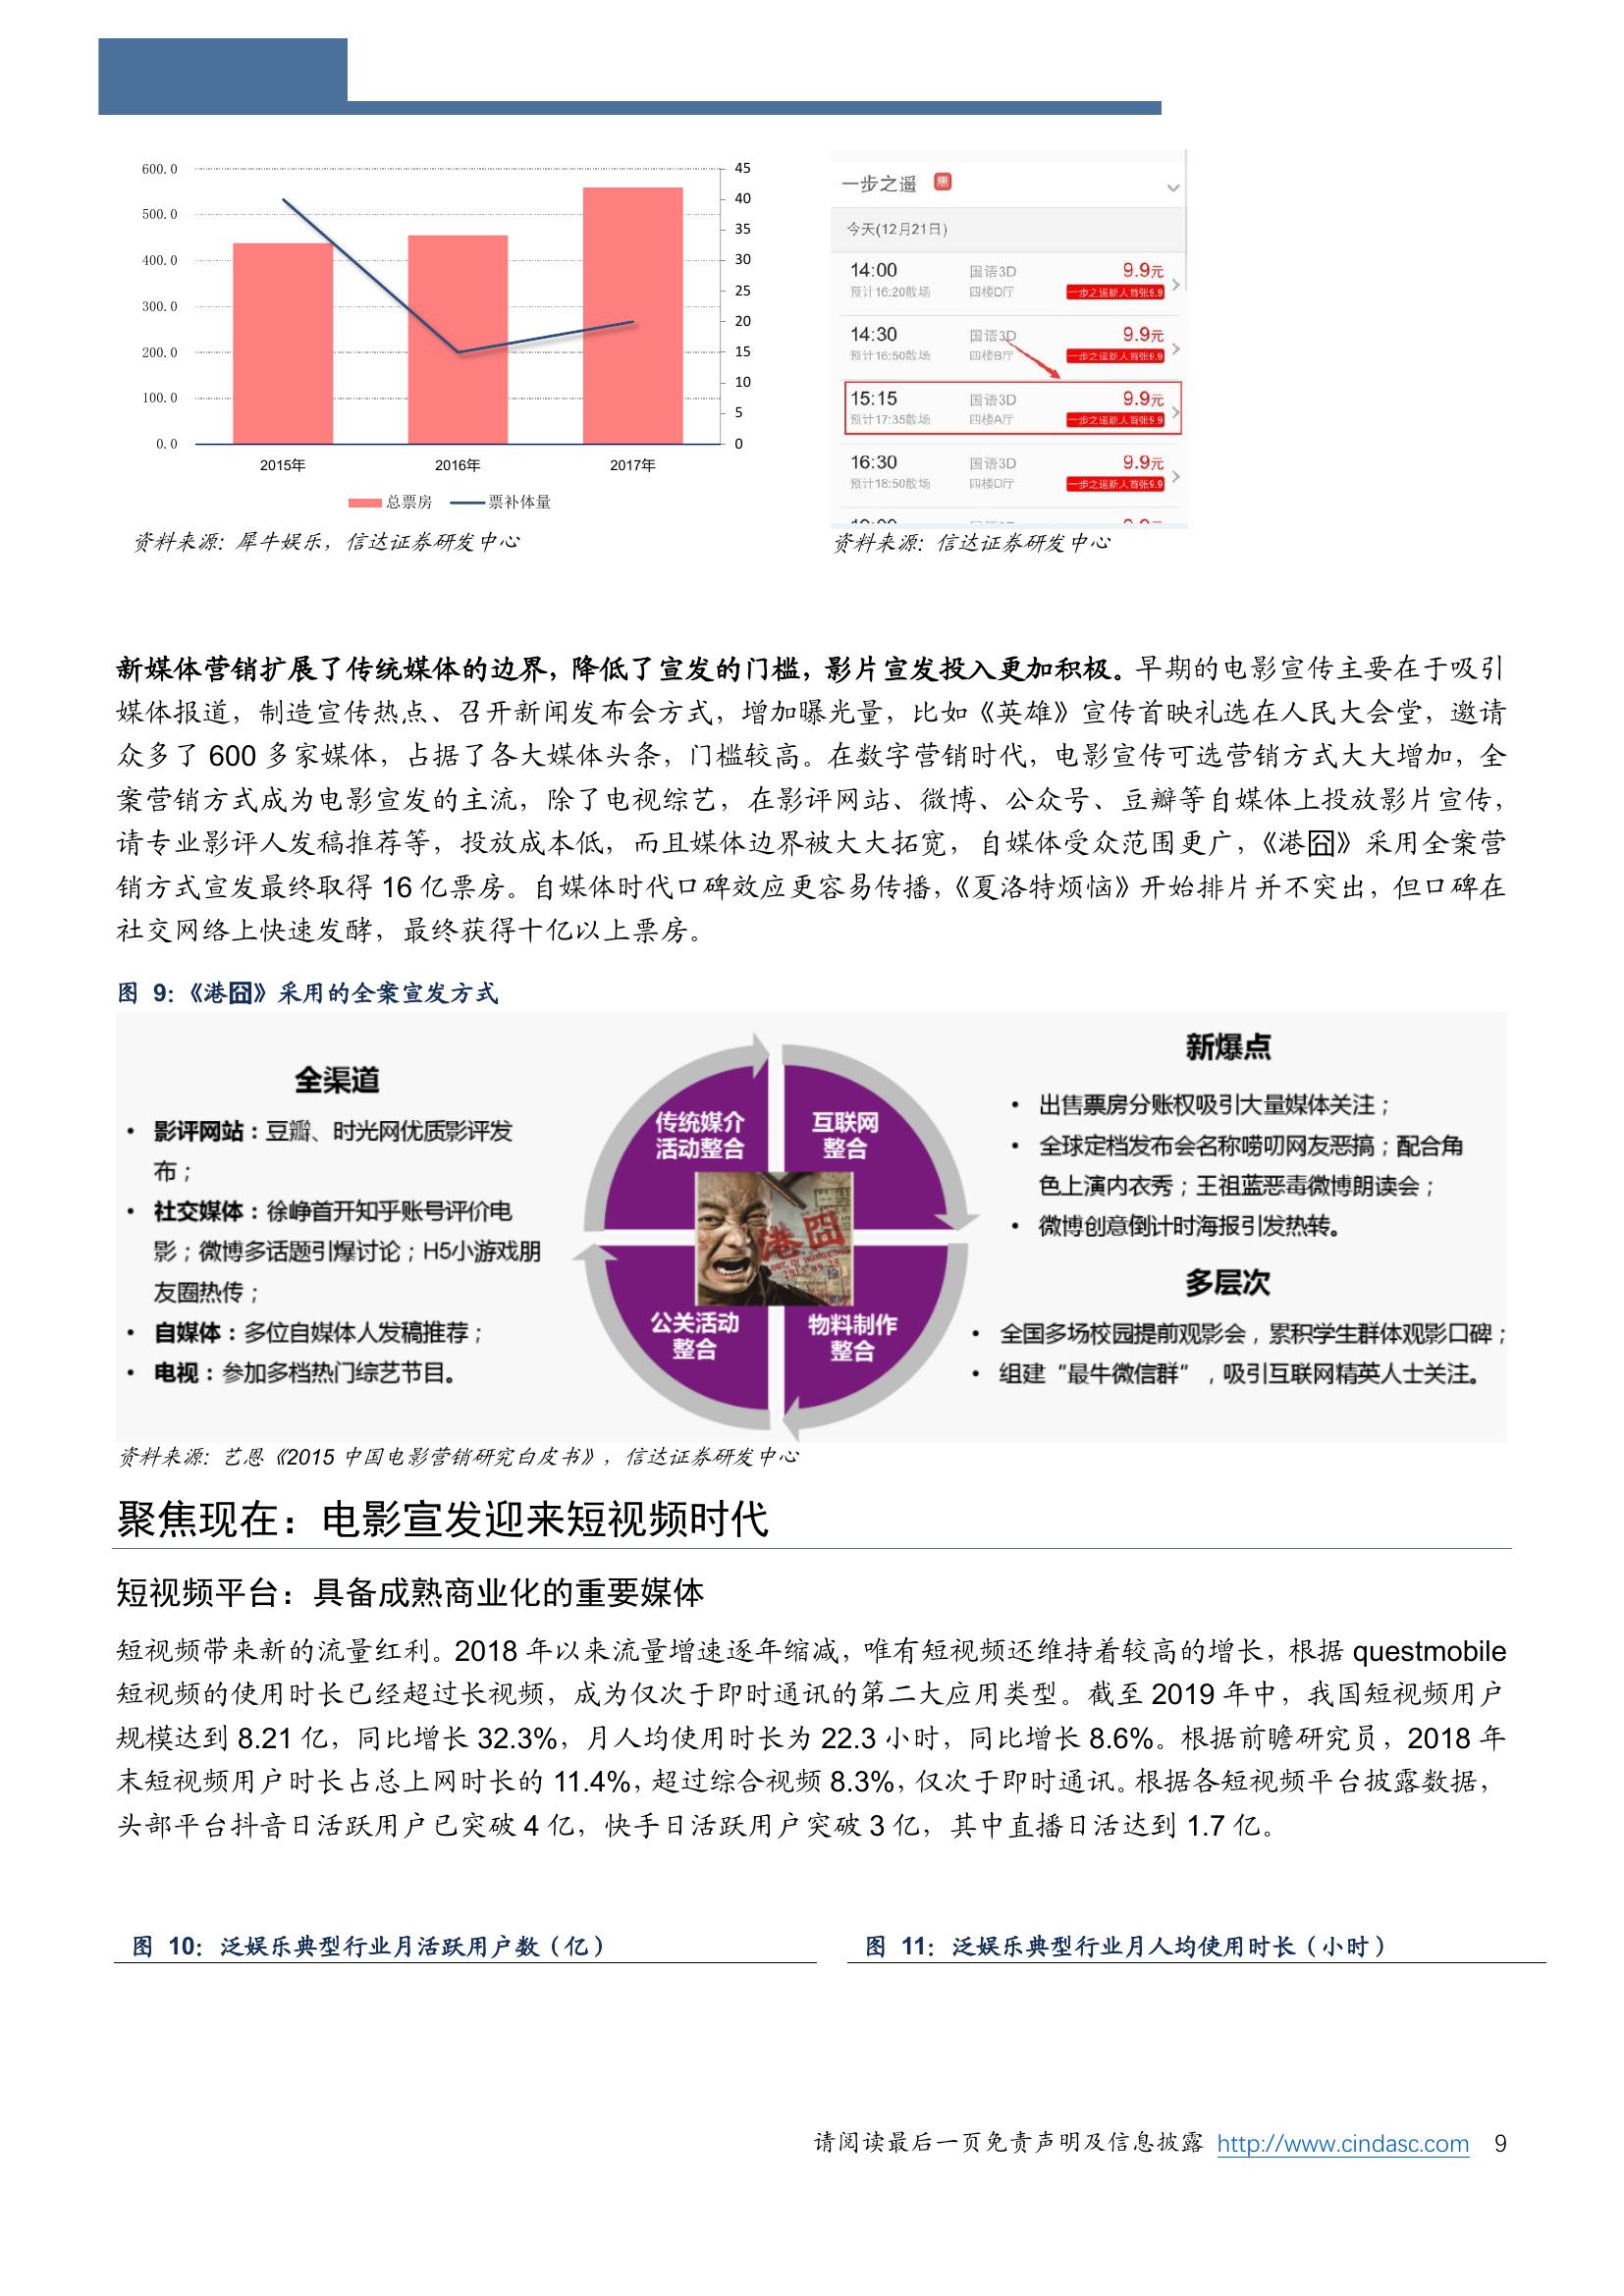 600.0
500.0
400.0
300.0
200.0
100.0
0.0
45
40
35
30
25
20
15
10
5
0
2015年
2016年
2017年
总票房
票补体量
资料来源：犀牛娱乐，信达证券研发中心
一步之遥 惠
今天(12月21日)
14:00 国语3D 9.9元
预计16:20散场 四楼D厅 一步之遥新人首张9.9
14:30 国语3D 9.9元
预计16:50散场 四楼B厅 一步之遥新人首张9.9
15:15 国语3D 9.9元
预计17:35散场 四楼A厅 一步之遥新人首张9.9
16:30 国语3D 9.9元
预计18:50散场 四楼D厅 一步之遥新人首张9.9
资料来源：信达证券研发中心
新媒体营销扩展了传统媒体的边界，降低了宣发的门槛，影片宣发投入更加积极。早期的电影宣传主要在于吸引
媒体报道，制造宣传热点、召开新闻发布会方式，增加曝光量，比如《英雄》宣传首映礼选在人民大会堂，邀请
众多了 600 多家媒体，占据了各大媒体头条，门槛较高。在数字营销时代，电影宣传可选营销方式大大增加，全
案营销方式成为电影宣发的主流，除了电视综艺，在影评网站、微博、公众号、豆瓣等自媒体上投放影片宣传，
请专业影评人发稿推荐等，投放成本低，而且媒体边界被大大拓宽，自媒体受众范围更广，《港囧》采用全案营
销方式宣发最终取得 16 亿票房。自媒体时代口碑效应更容易传播，《夏洛特烦恼》开始排片并不突出，但口碑在
社交网络上快速发酵，最终获得十亿以上票房。
图 9：《港囧》采用的全案宣发方式
全渠道
• 影评网站：豆瓣、时光网优质影评发
布；
• 社交媒体：徐峥首开知乎账号评价电
影；微博多话题引爆讨论；H5小游戏朋
友圈热传；
• 自媒体：多位自媒体人发稿推荐；
• 电视：参加多档热门综艺节目。
传统媒介
活动整合
互联网
整合
港囧
公关活动
整合
物料制作
整合
新爆点
• 出售票房分账权吸引大量媒体关注；
• 全球定档发布会名称唠叨网友恶搞；配合角
色上演内衣秀；王祖蓝恶毒微博朗读会；
• 微博创意倒计时海报引发热转。
多层次
• 全国多场校园提前观影会，累积学生群体观影口碑；
• 组建“最牛微信群”，吸引互联网精英人士关注。
资料来源：艺恩《2015 中国电影营销研究白皮书》，信达证券研发中心
聚焦现在：电影宣发迎来短视频时代
短视频平台：具备成熟商业化的重要媒体
短视频带来新的流量红利。2018 年以来流量增速逐年缩减，唯有短视频还维持着较高的增长，根据 questmobile
短视频的使用时长已经超过长视频，成为仅次于即时通讯的第二大应用类型。截至 2019 年中，我国短视频用户
规模达到 8.21 亿，同比增长 32.3%，月人均使用时长为 22.3 小时，同比增长 8.6%。根据前瞻研究员，2018 年
末短视频用户时长占总上网时长的 11.4%，超过综合视频 8.3%，仅次于即时通讯。根据各短视频平台披露数据，
头部平台抖音日活跃用户已突破 4 亿，快手日活跃用户突破 3 亿，其中直播日活达到 1.7 亿。
图 10：泛娱乐典型行业月活跃用户数（亿）
图 11：泛娱乐典型行业月人均使用时长（小时）
请阅读最后一页免责声明及信息披露 http://www.cindasc.com 9